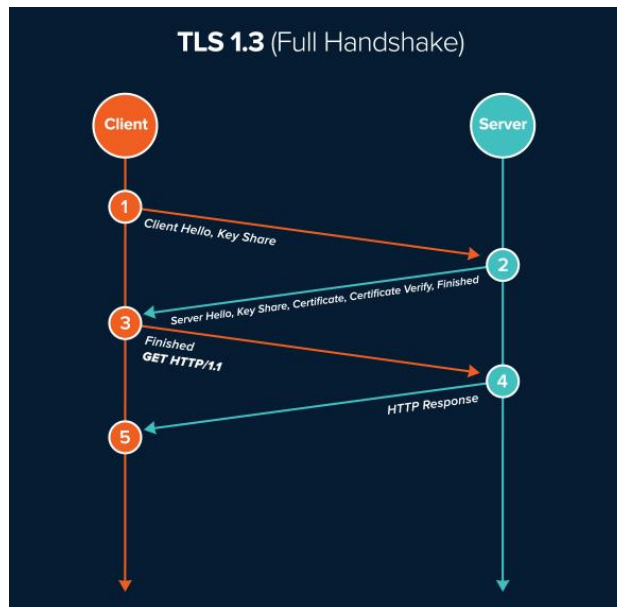 TLS 1.3 (Full Handshake)
Client
Server
1
Client Hello, Key Share
2
Server Hello, Key Share, Certificate, Certificate Verify, Finished
3
Finished
GET HTTP/1.1
4
HTTP Response
5